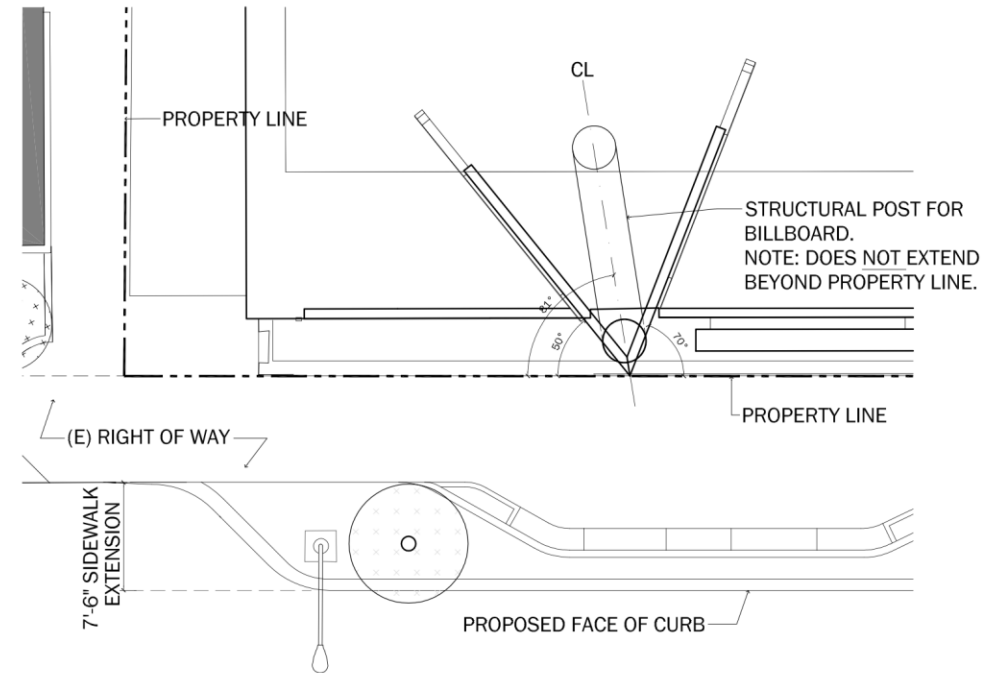 CL
PROPERTY LINE
STRUCTURAL POST FOR
BILLBOARD.
NOTE: DOES NOT EXTEND
BEYOND PROPERTY LINE.
81°
50°
70°
PROPERTY LINE
(E) RIGHT OF WAY
7'-6" SIDEWALK
EXTENSION
PROPOSED FACE OF CURB